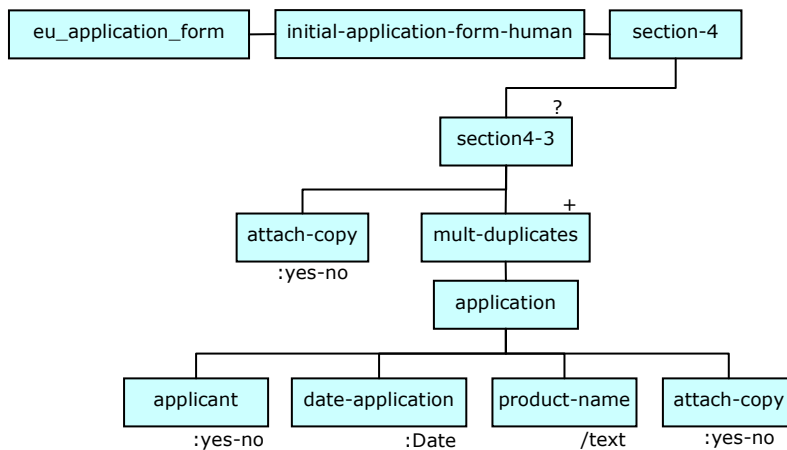 eu_application_form
initial-application-form-human
section-4
?
section4-3
+
attach-copy
mult-duplicates
:yes-no
application
applicant
date-application
product-name
attach-copy
:yes-no
:Date
/text
:yes-no